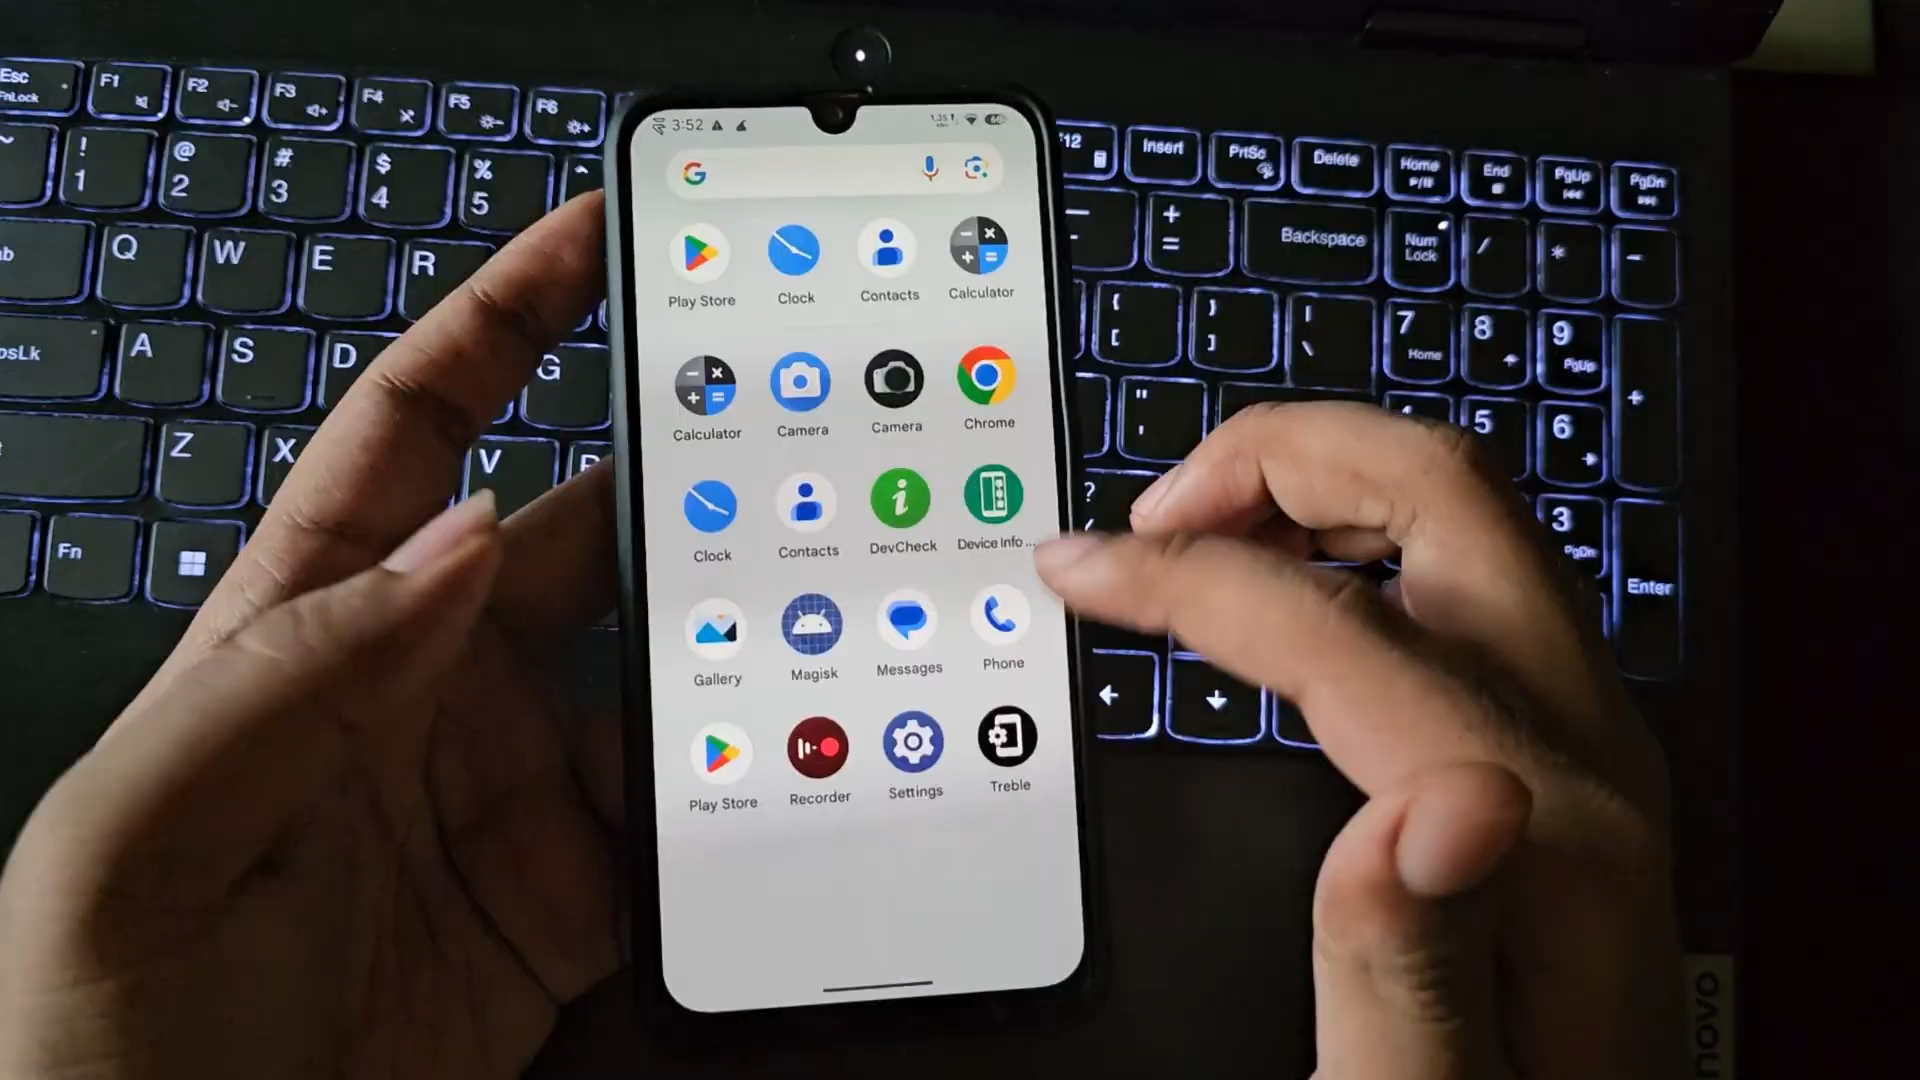 Esc
FnLock
F1
F2
F3
F4
F5
F6
F12
Insert
PrtSc
Delete
Home
End
PgUp
PgDn
~
! 1
@ 2
# 3
$ 4
% 5
^
+ =
Backspace
Num Lock
/
*
-
Q
W
E
R
{ [
} ]
| \
7 Home
8
9 PgUp
+
psLk
A
S
D
G
" '
5
6
Z
X
V
? /
3 PgDn
Enter
Fn
3:52
G
Play Store
Clock
Contacts
Calculator
Calculator
Camera
Camera
Chrome
Clock
Contacts
DevCheck
Device Info ...
Gallery
Magisk
Messages
Phone
Play Store
Recorder
Settings
Treble
novo